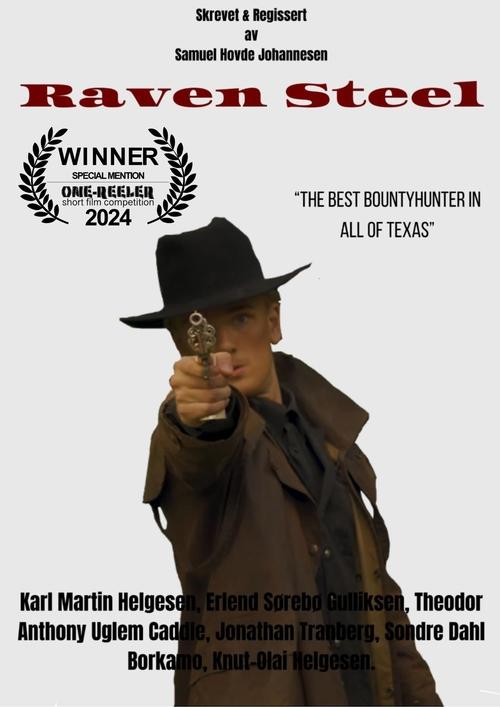 Skrevet & Regissert
av
Samuel Hovde Johannesen
Raven Steel
WINNER
SPECIAL MENTION
ONE-REELER
short film competition
2024
“THE BEST BOUNTYHUNTER IN
ALL OF TEXAS”
Karl Martin Helgesen, Erlend Sørebø Gulliksen, Theodor
Anthony Uglem Caddle, Jonathan Tranberg, Sondre Dahl
Borkamo, Knut-Olai Helgesen.